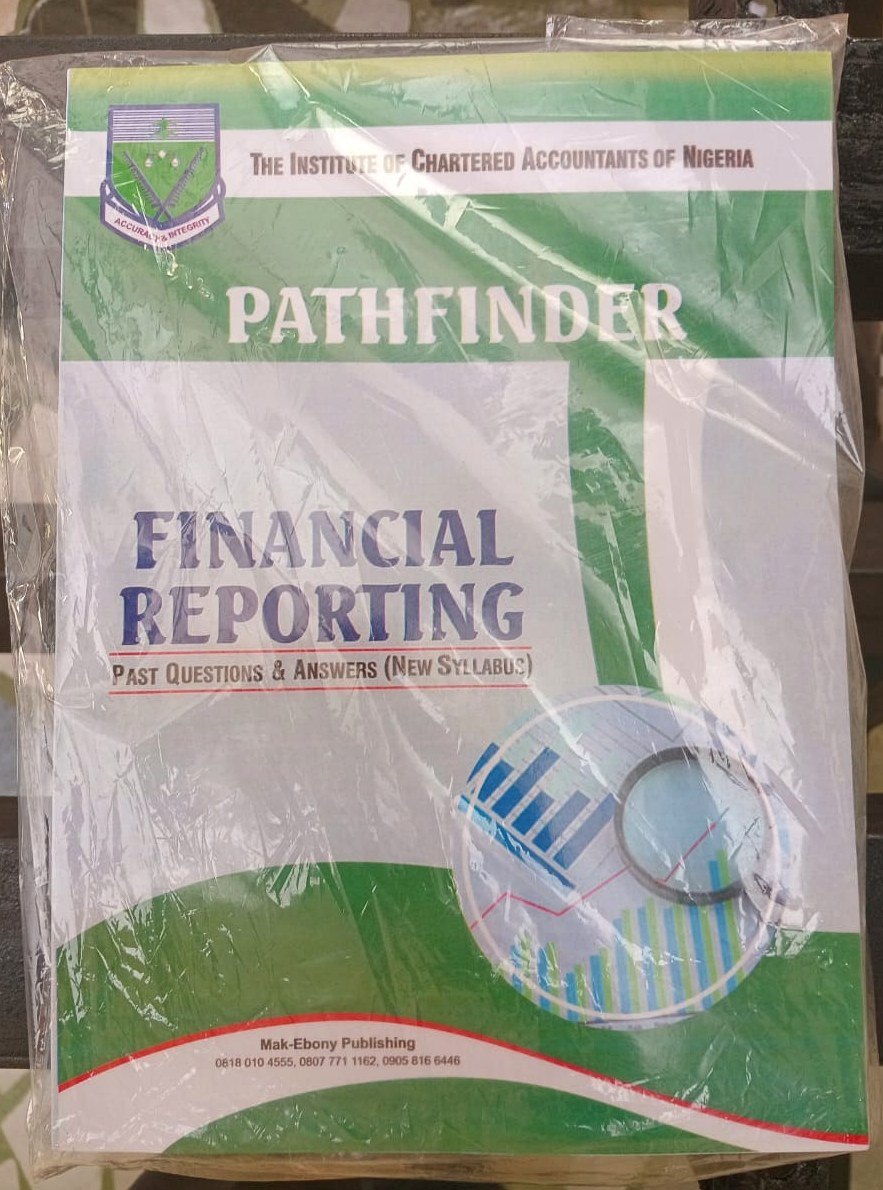 THE INSTITUTE OF CHARTERED ACCOUNTANTS OF NIGERIA
ACCURACY & INTEGRITY
PATHFINDER
FINANCIAL
REPORTING
PAST QUESTIONS & ANSWERS (NEW SYLLABUS)
Mak-Ebony Publishing
0818 010 4555, 0807 771 1162, 0905 816 6446